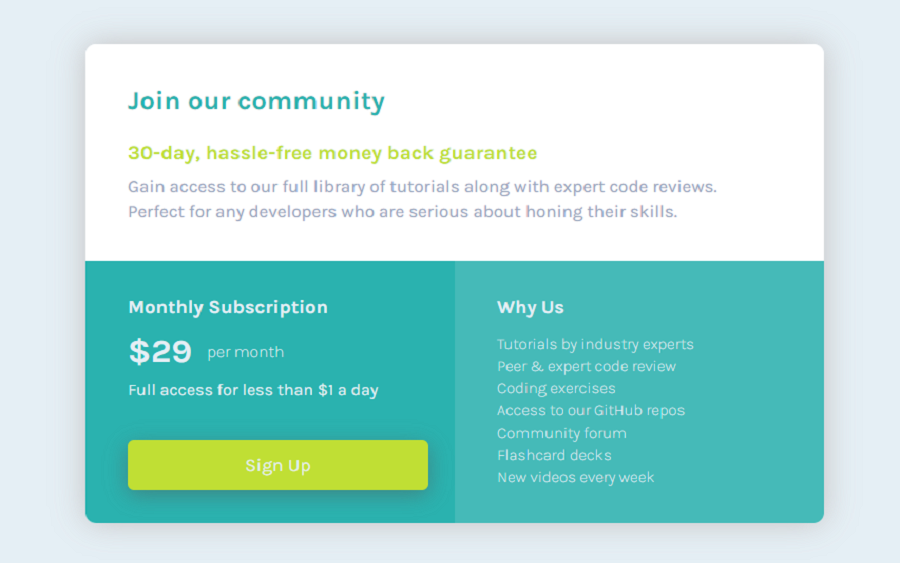 Join our community
30-day, hassle-free money back guarantee
Gain access to our full library of tutorials along with expert code reviews.
Perfect for any developers who are serious about honing their skills.
Monthly Subscription
$29 per month
Full access for less than $1 a day
Sign Up
Why Us
Tutorials by industry experts
Peer & expert code review
Coding exercises
Access to our GitHub repos
Community forum
Flashcard decks
New videos every week